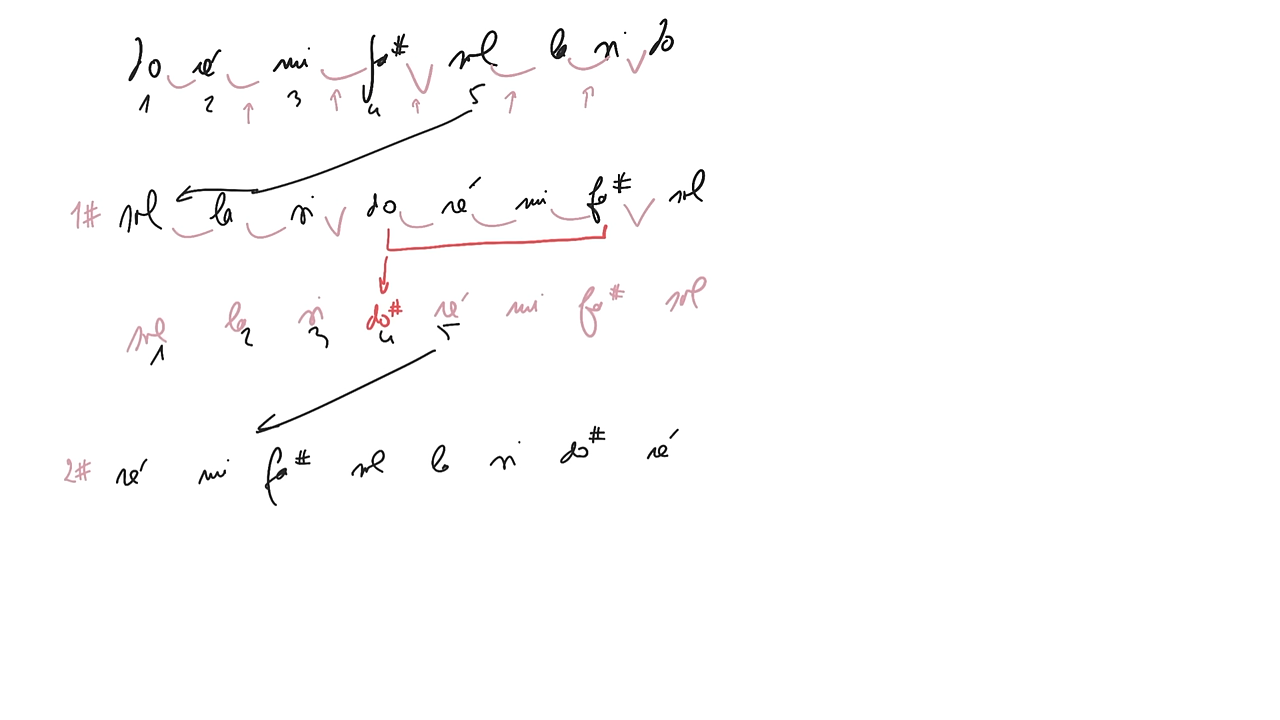 do ré mi fa# sol la si do
1 2 3 4 5
1# sol la si do ré mi fa# sol
sol la si do# ré mi fa# sol
1 2 3 4 5
2# ré mi fa# sol la si do# ré